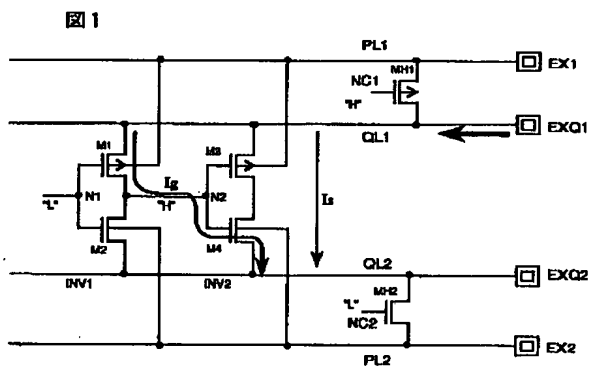 図1
PL1
EX1
MH1
NC1
"H"
EXQ1
QL1
M1
M3
Ig
Is
"L"
N1
"H"
N2
M2
M4
QL2
EXQ2
INV1
INV2
MH2
"L"
NC2
EX2
PL2